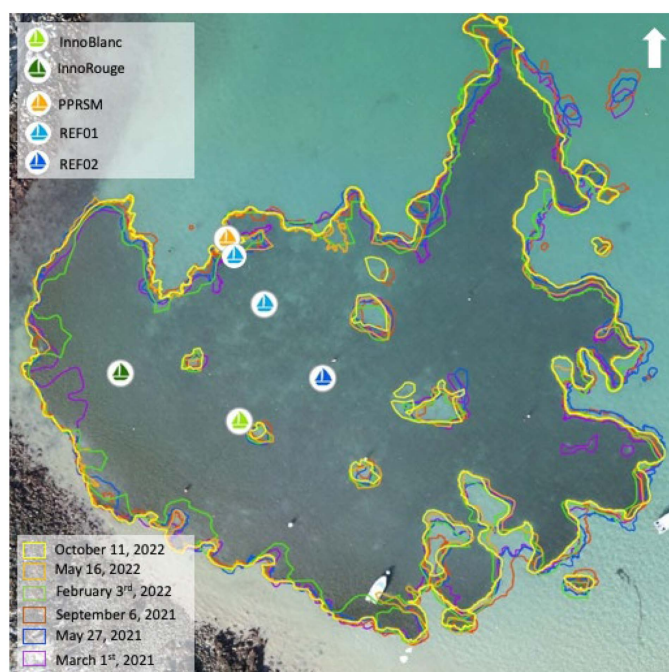 InnoBlanc
InnoRouge
PPRSM
REF01
REF02
October 11, 2022
May 16, 2022
February 3rd, 2022
September 6, 2021
May 27, 2021
March 1st, 2021